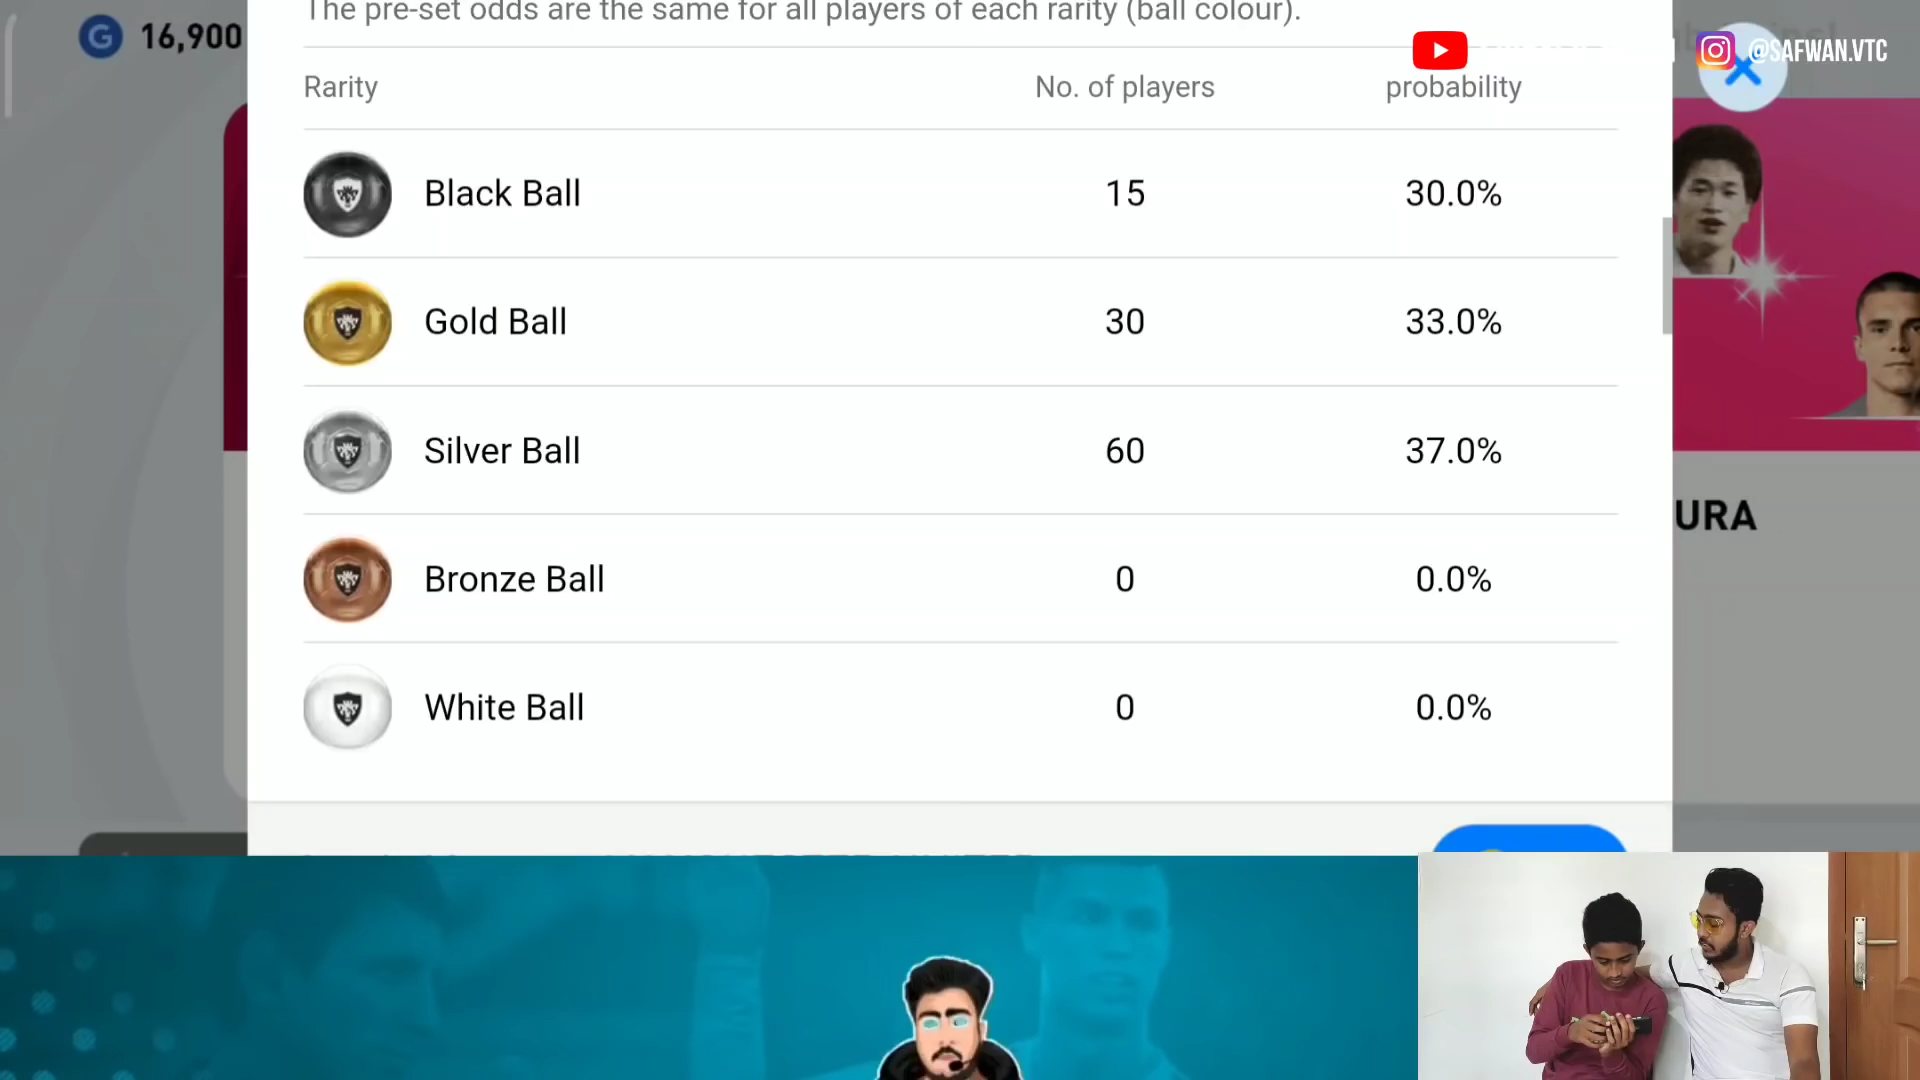 The pre-set odds are the same for all players of each rarity (ball colour).
G 16,900
@SAFWAN.VTC
Rarity No. of players probability
Black Ball 15 30.0%
Gold Ball 30 33.0%
Silver Ball 60 37.0%
URA
Bronze Ball 0 0.0%
White Ball 0 0.0%